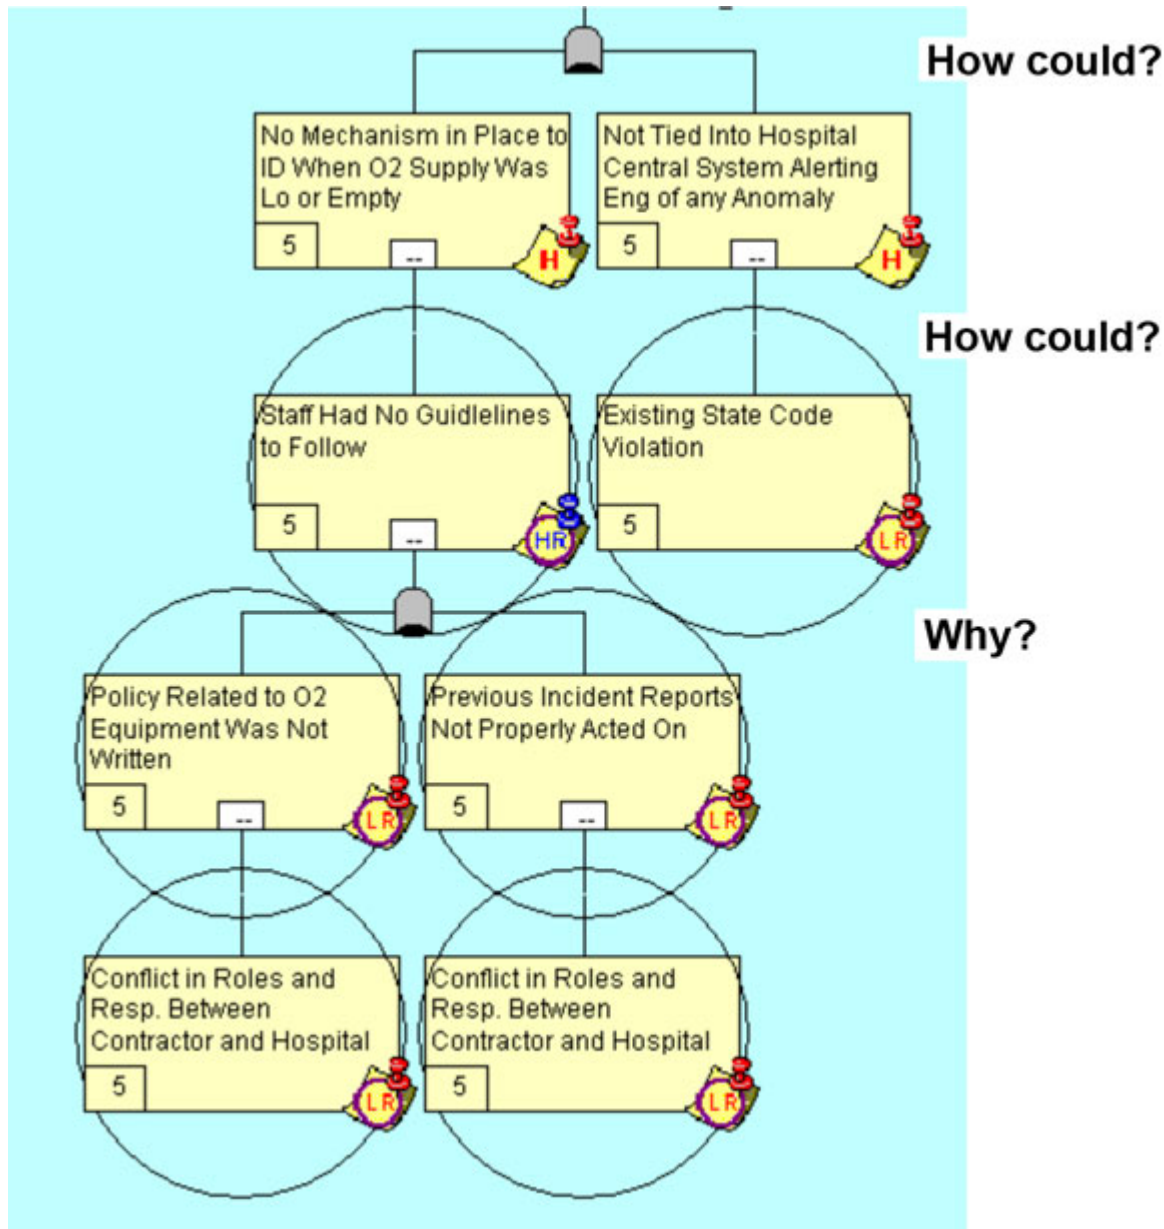 How could?
No Mechanism in Place to
ID When O2 Supply Was
Lo or Empty
5
--
H
Not Tied Into Hospital
Central System Alerting
Eng of any Anomaly
5
--
H
How could?
Staff Had No Guidlelines
to Follow
5
--
HR
Existing State Code
Violation
5
LR
Why?
Policy Related to O2
Equipment Was Not
Written
5
--
LR
Previous Incident Reports
Not Properly Acted On
5
--
LR
Conflict in Roles and
Resp. Between
Contractor and Hospital
5
LR
Conflict in Roles and
Resp. Between
Contractor and Hospital
5
LR